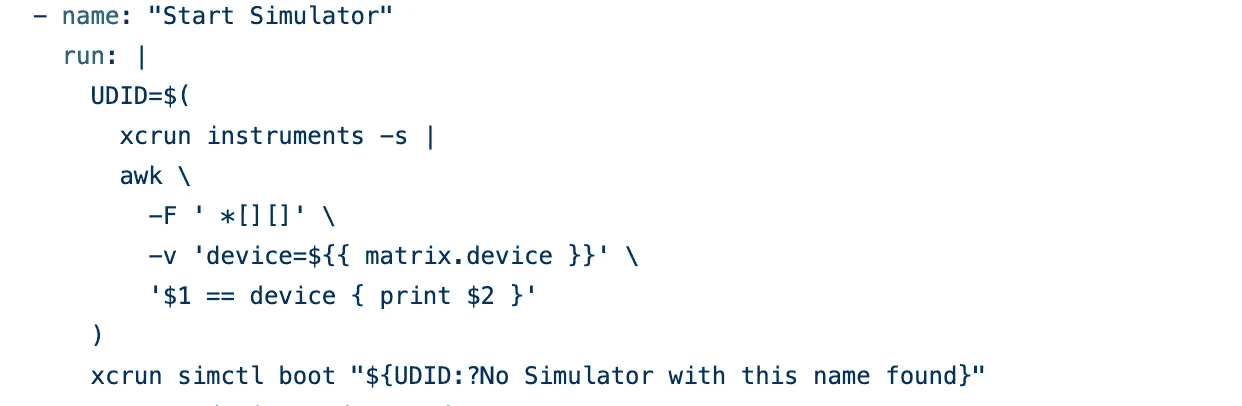 - name: "Start Simulator"
run: |
UDID=$(
xcrun instruments -s |
awk \
-F ' *[][]' \
-v 'device=${{ matrix.device }}' \
'$1 == device { print $2 }'
)
xcrun simctl boot "${UDID:?No Simulator with this name found}"